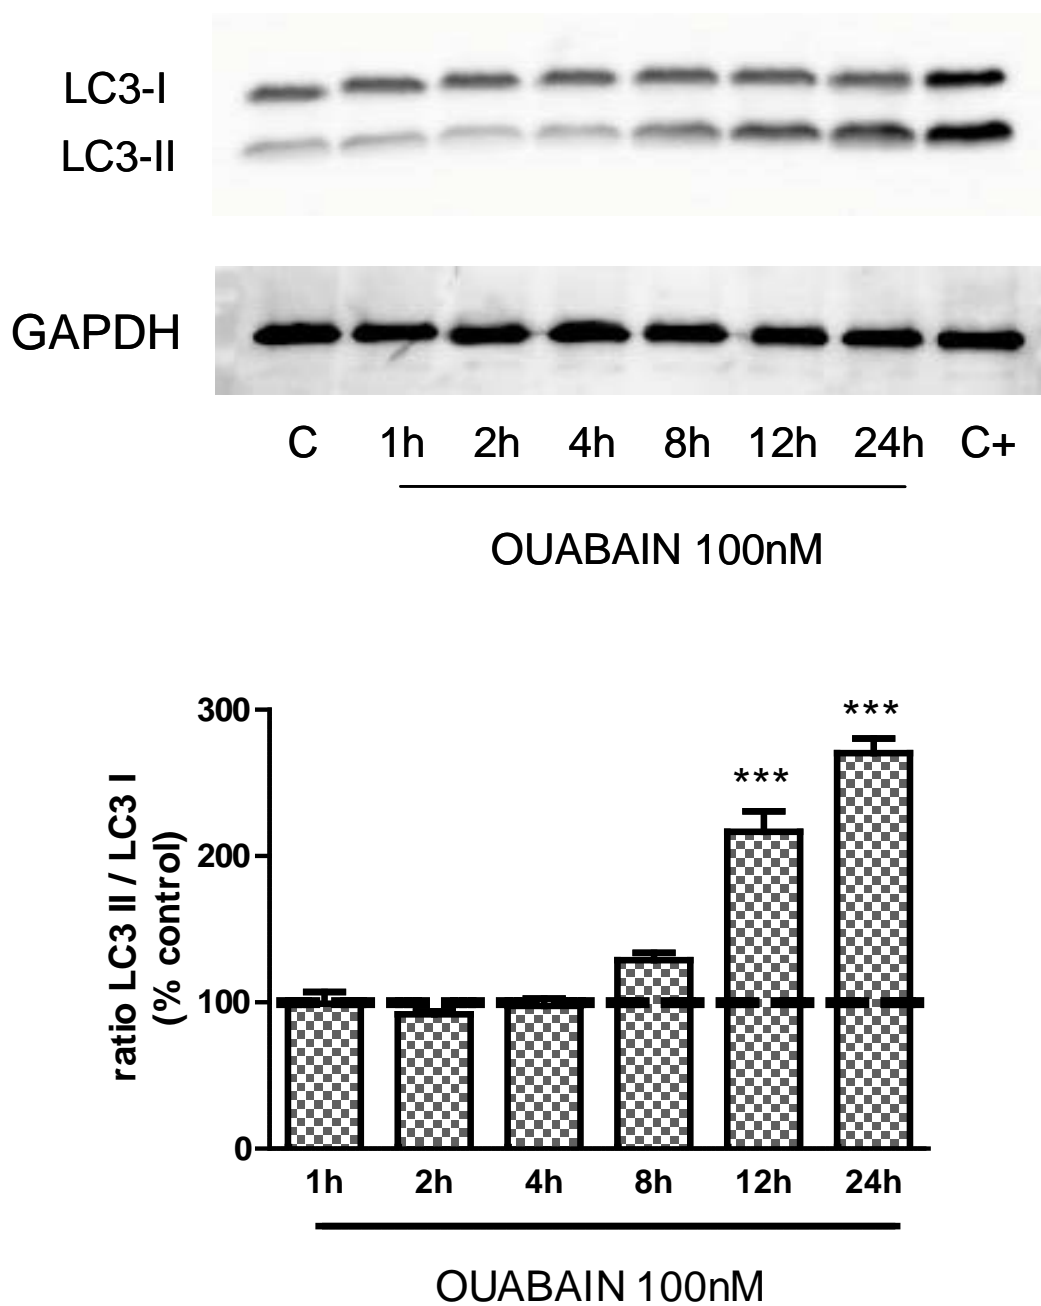 LC3-I
LC3-II
GAPDH
C 1h 2h 4h 8h 12h 24h C+
OUABAIN 100nM
ratio LC3 II / LC3 I
(% control)
300
200
100
0
***
***
1h 2h 4h 8h 12h 24h
OUABAIN 100nM